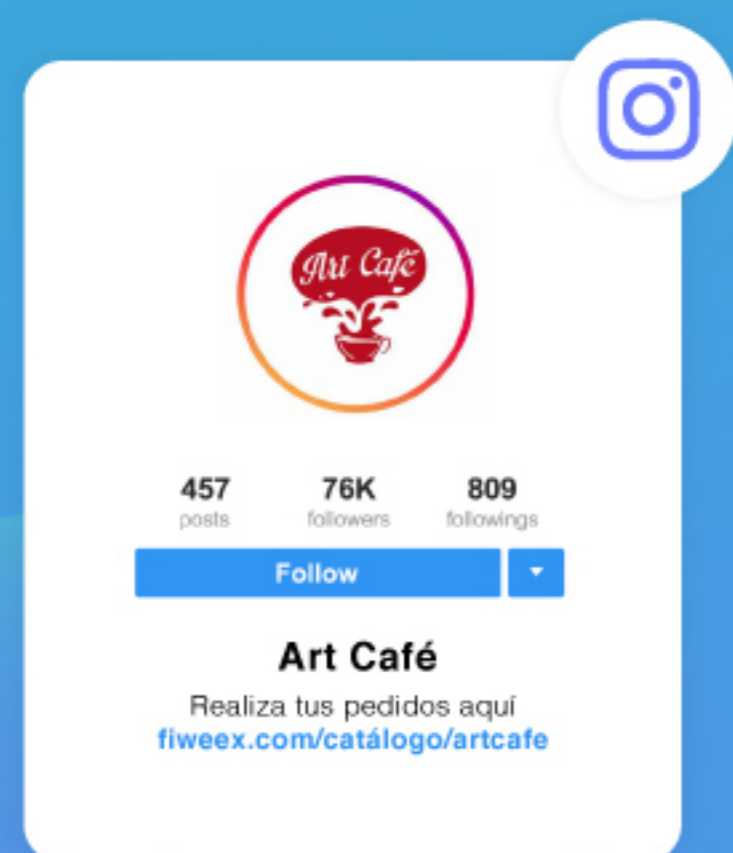 Art Café
457 76K 809
posts followers followings
Follow
Art Café
Realiza tus pedidos aquí
fiweex.com/catálogo/artcafe